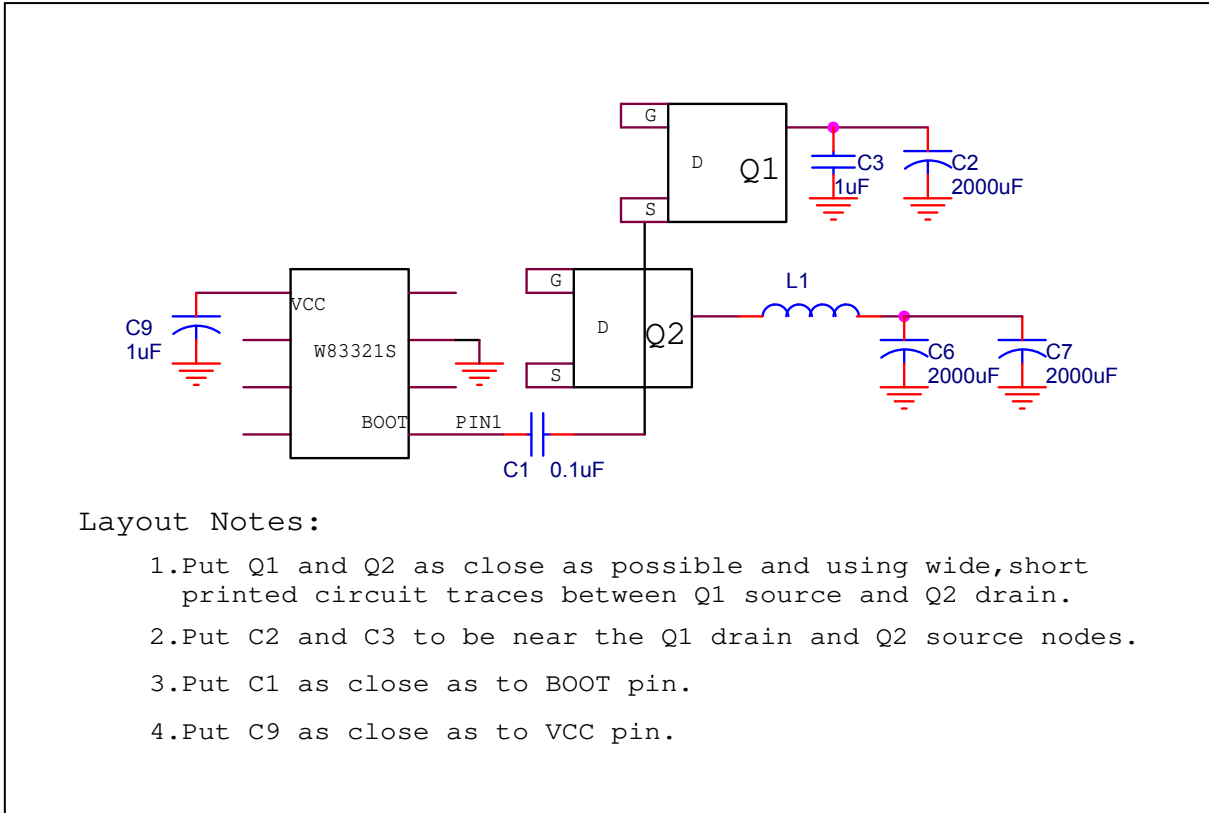 G
D
Q1
S
C3
1uF
C2
2000uF
VCC
W83321S
BOOT
C9
1uF
PIN1
C1 0.1uF
G
D
Q2
S
L1
C6
2000uF
C7
2000uF
Layout Notes:
1.Put Q1 and Q2 as close as possible and using wide,short
printed circuit traces between Q1 source and Q2 drain.
2.Put C2 and C3 to be near the Q1 drain and Q2 source nodes.
3.Put C1 as close as to BOOT pin.
4.Put C9 as close as to VCC pin.